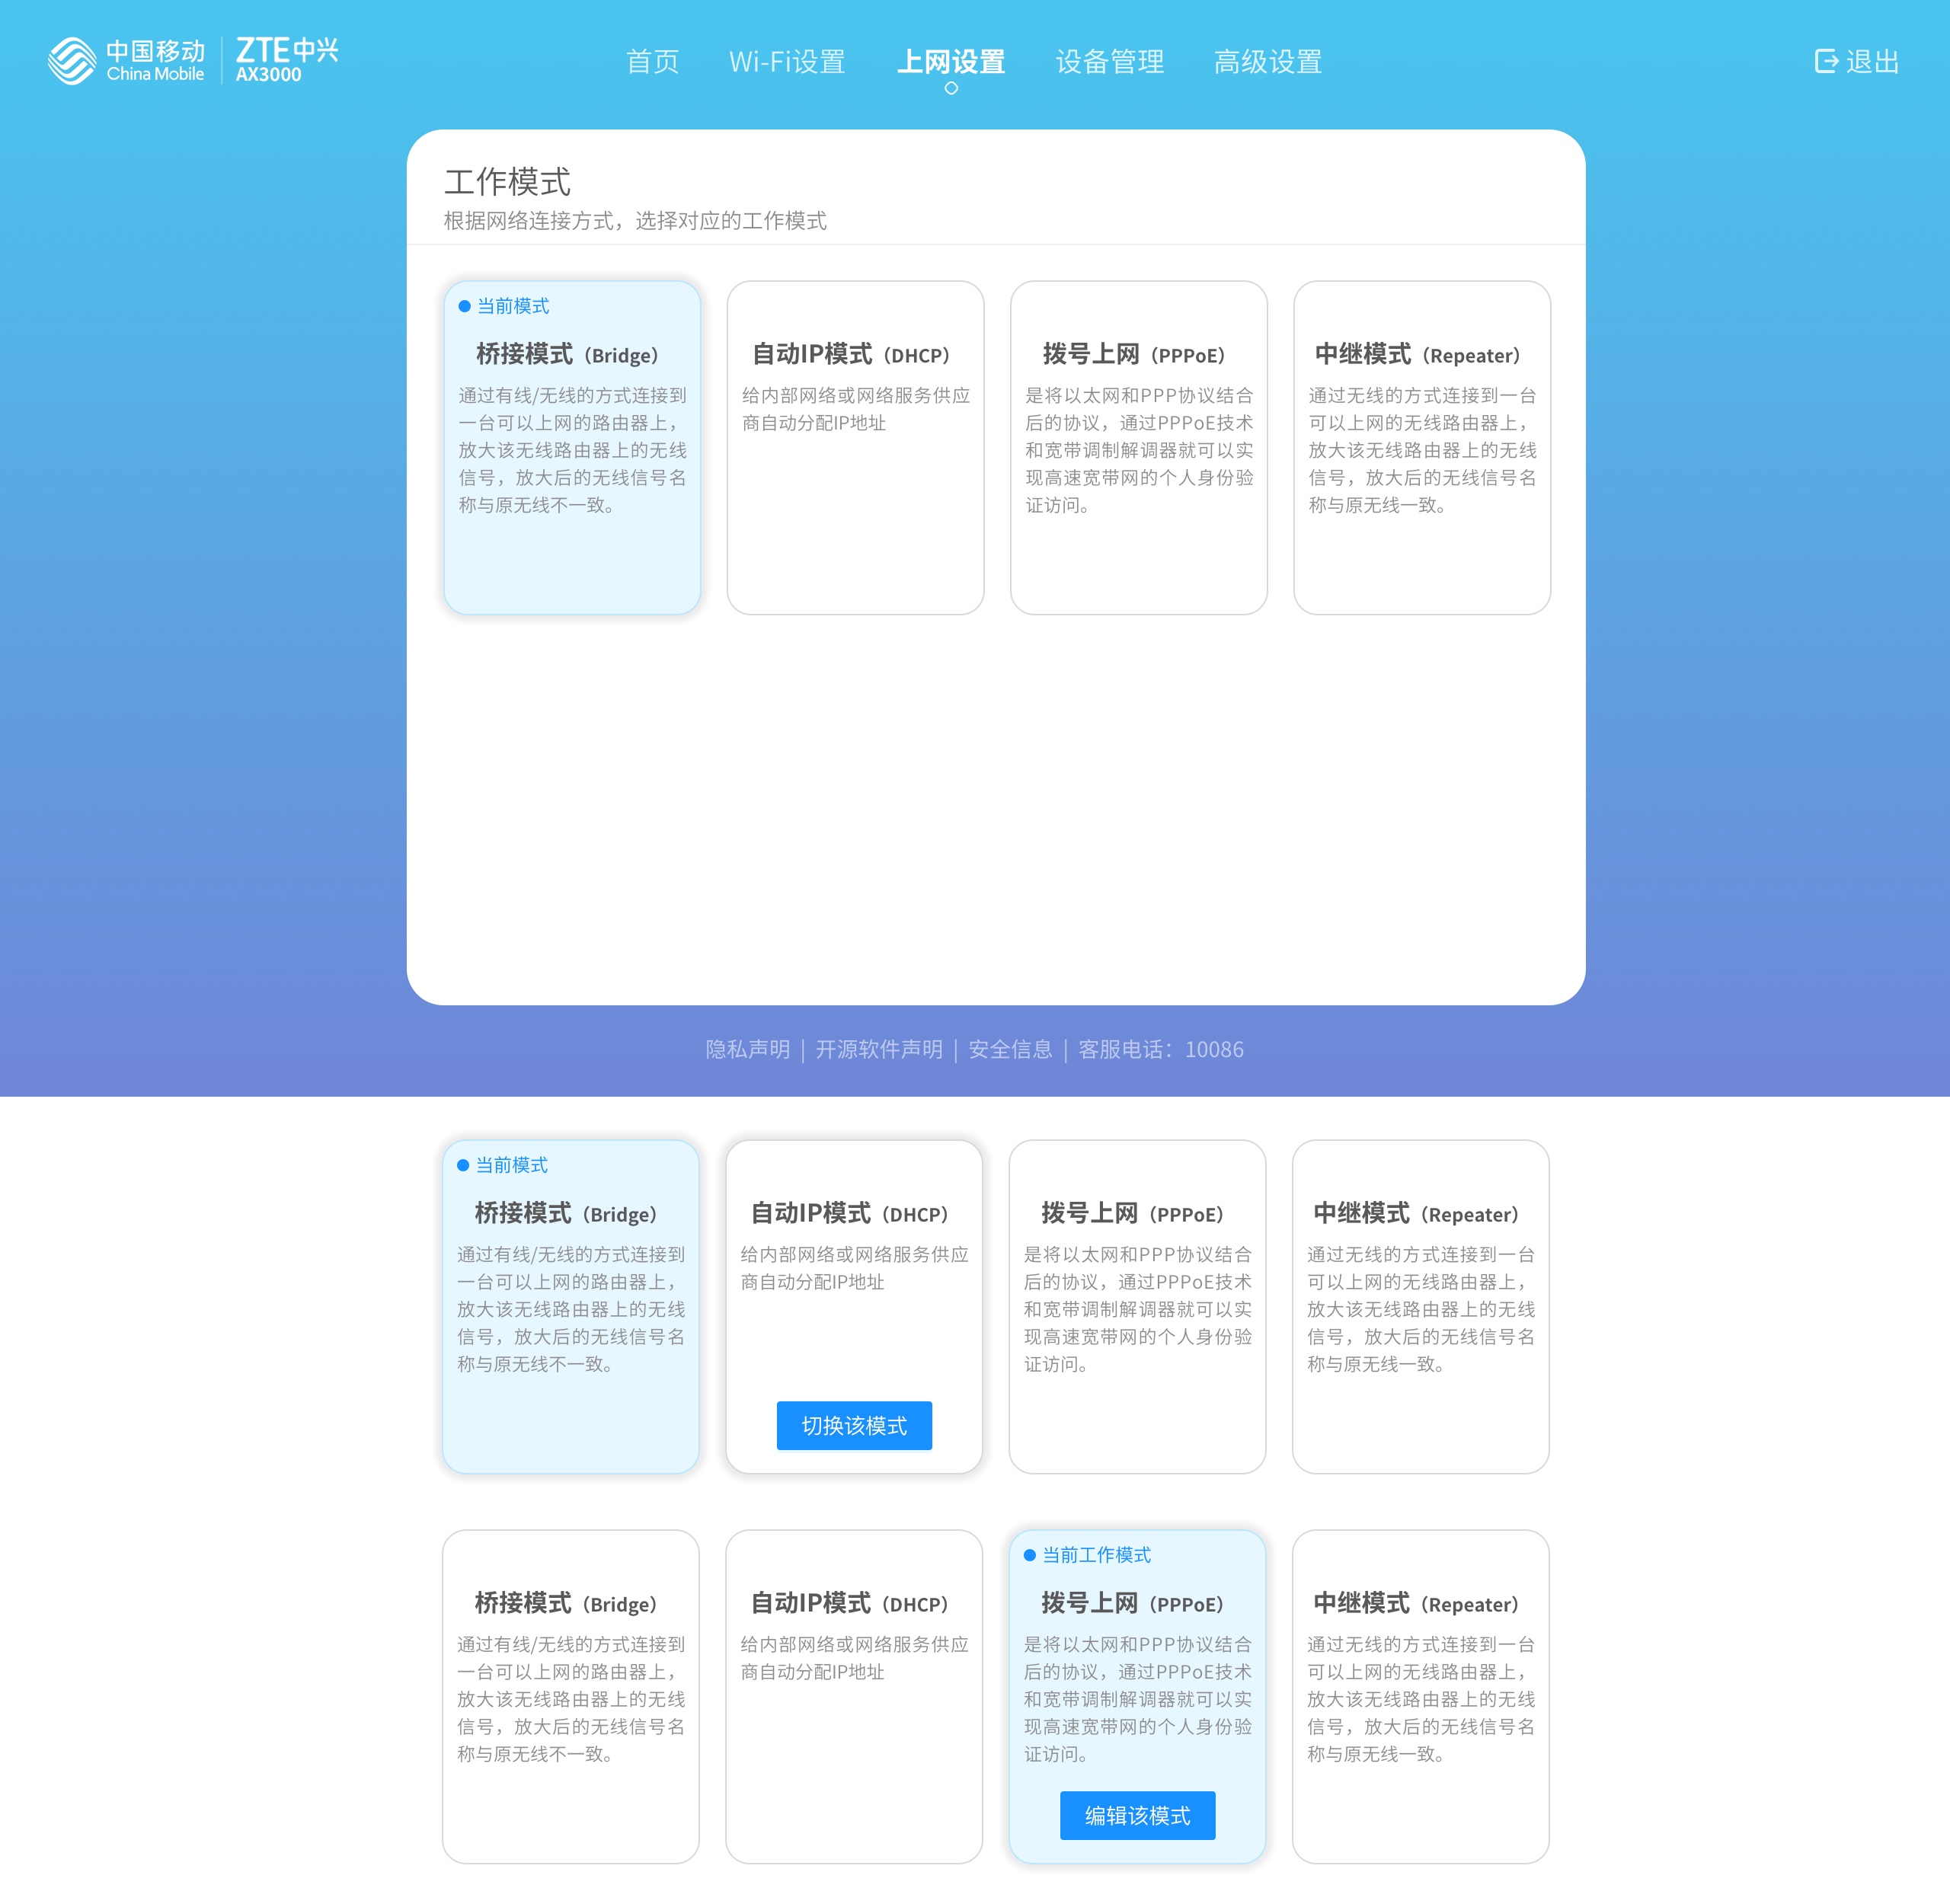 中国移动
China Mobile
ZTE中兴
AX3000
首页
Wi-Fi设置
上网设置
设备管理
高级设置
退出
工作模式
根据网络连接方式，选择对应的工作模式
当前模式
桥接模式（Bridge）
通过有线/无线的方式连接到
一台可以上网的路由器上，
放大该无线路由器上的无线
信号，放大后的无线信号名
称与原无线不一致。
自动IP模式（DHCP）
给内部网络或网络服务供应
商自动分配IP地址
拨号上网（PPPoE）
是将以太网和PPP协议结合
后的协议，通过PPPoE技术
和宽带调制解调器就可以实
现高速宽带网的个人身份验
证访问。
中继模式（Repeater）
通过无线的方式连接到一台
可以上网的无线路由器上，
放大该无线路由器上的无线
信号，放大后的无线信号名
称与原无线一致。
隐私声明 | 开源软件声明 | 安全信息 | 客服电话：10086
当前模式
桥接模式（Bridge）
通过有线/无线的方式连接到
一台可以上网的路由器上，
放大该无线路由器上的无线
信号，放大后的无线信号名
称与原无线不一致。
自动IP模式（DHCP）
给内部网络或网络服务供应
商自动分配IP地址
切换该模式
拨号上网（PPPoE）
是将以太网和PPP协议结合
后的协议，通过PPPoE技术
和宽带调制解调器就可以实
现高速宽带网的个人身份验
证访问。
中继模式（Repeater）
通过无线的方式连接到一台
可以上网的无线路由器上，
放大该无线路由器上的无线
信号，放大后的无线信号名
称与原无线一致。
桥接模式（Bridge）
通过有线/无线的方式连接到
一台可以上网的路由器上，
放大该无线路由器上的无线
信号，放大后的无线信号名
称与原无线不一致。
自动IP模式（DHCP）
给内部网络或网络服务供应
商自动分配IP地址
当前工作模式
拨号上网（PPPoE）
是将以太网和PPP协议结合
后的协议，通过PPPoE技术
和宽带调制解调器就可以实
现高速宽带网的个人身份验
证访问。
编辑该模式
中继模式（Repeater）
通过无线的方式连接到一台
可以上网的无线路由器上，
放大该无线路由器上的无线
信号，放大后的无线信号名
称与原无线一致。